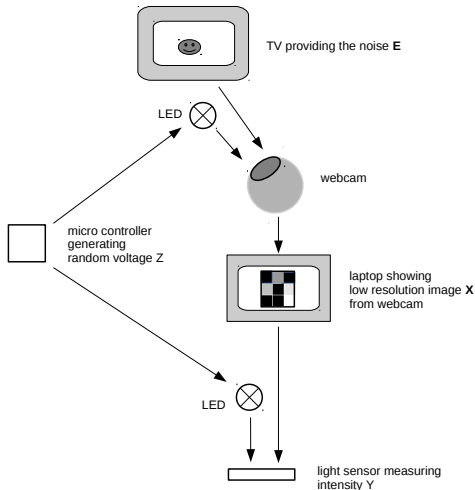 TV providing the noise E
LED
webcam
micro controller
generating
random voltage Z
laptop showing
low resolution image X
from webcam
LED
light sensor measuring
intensity Y